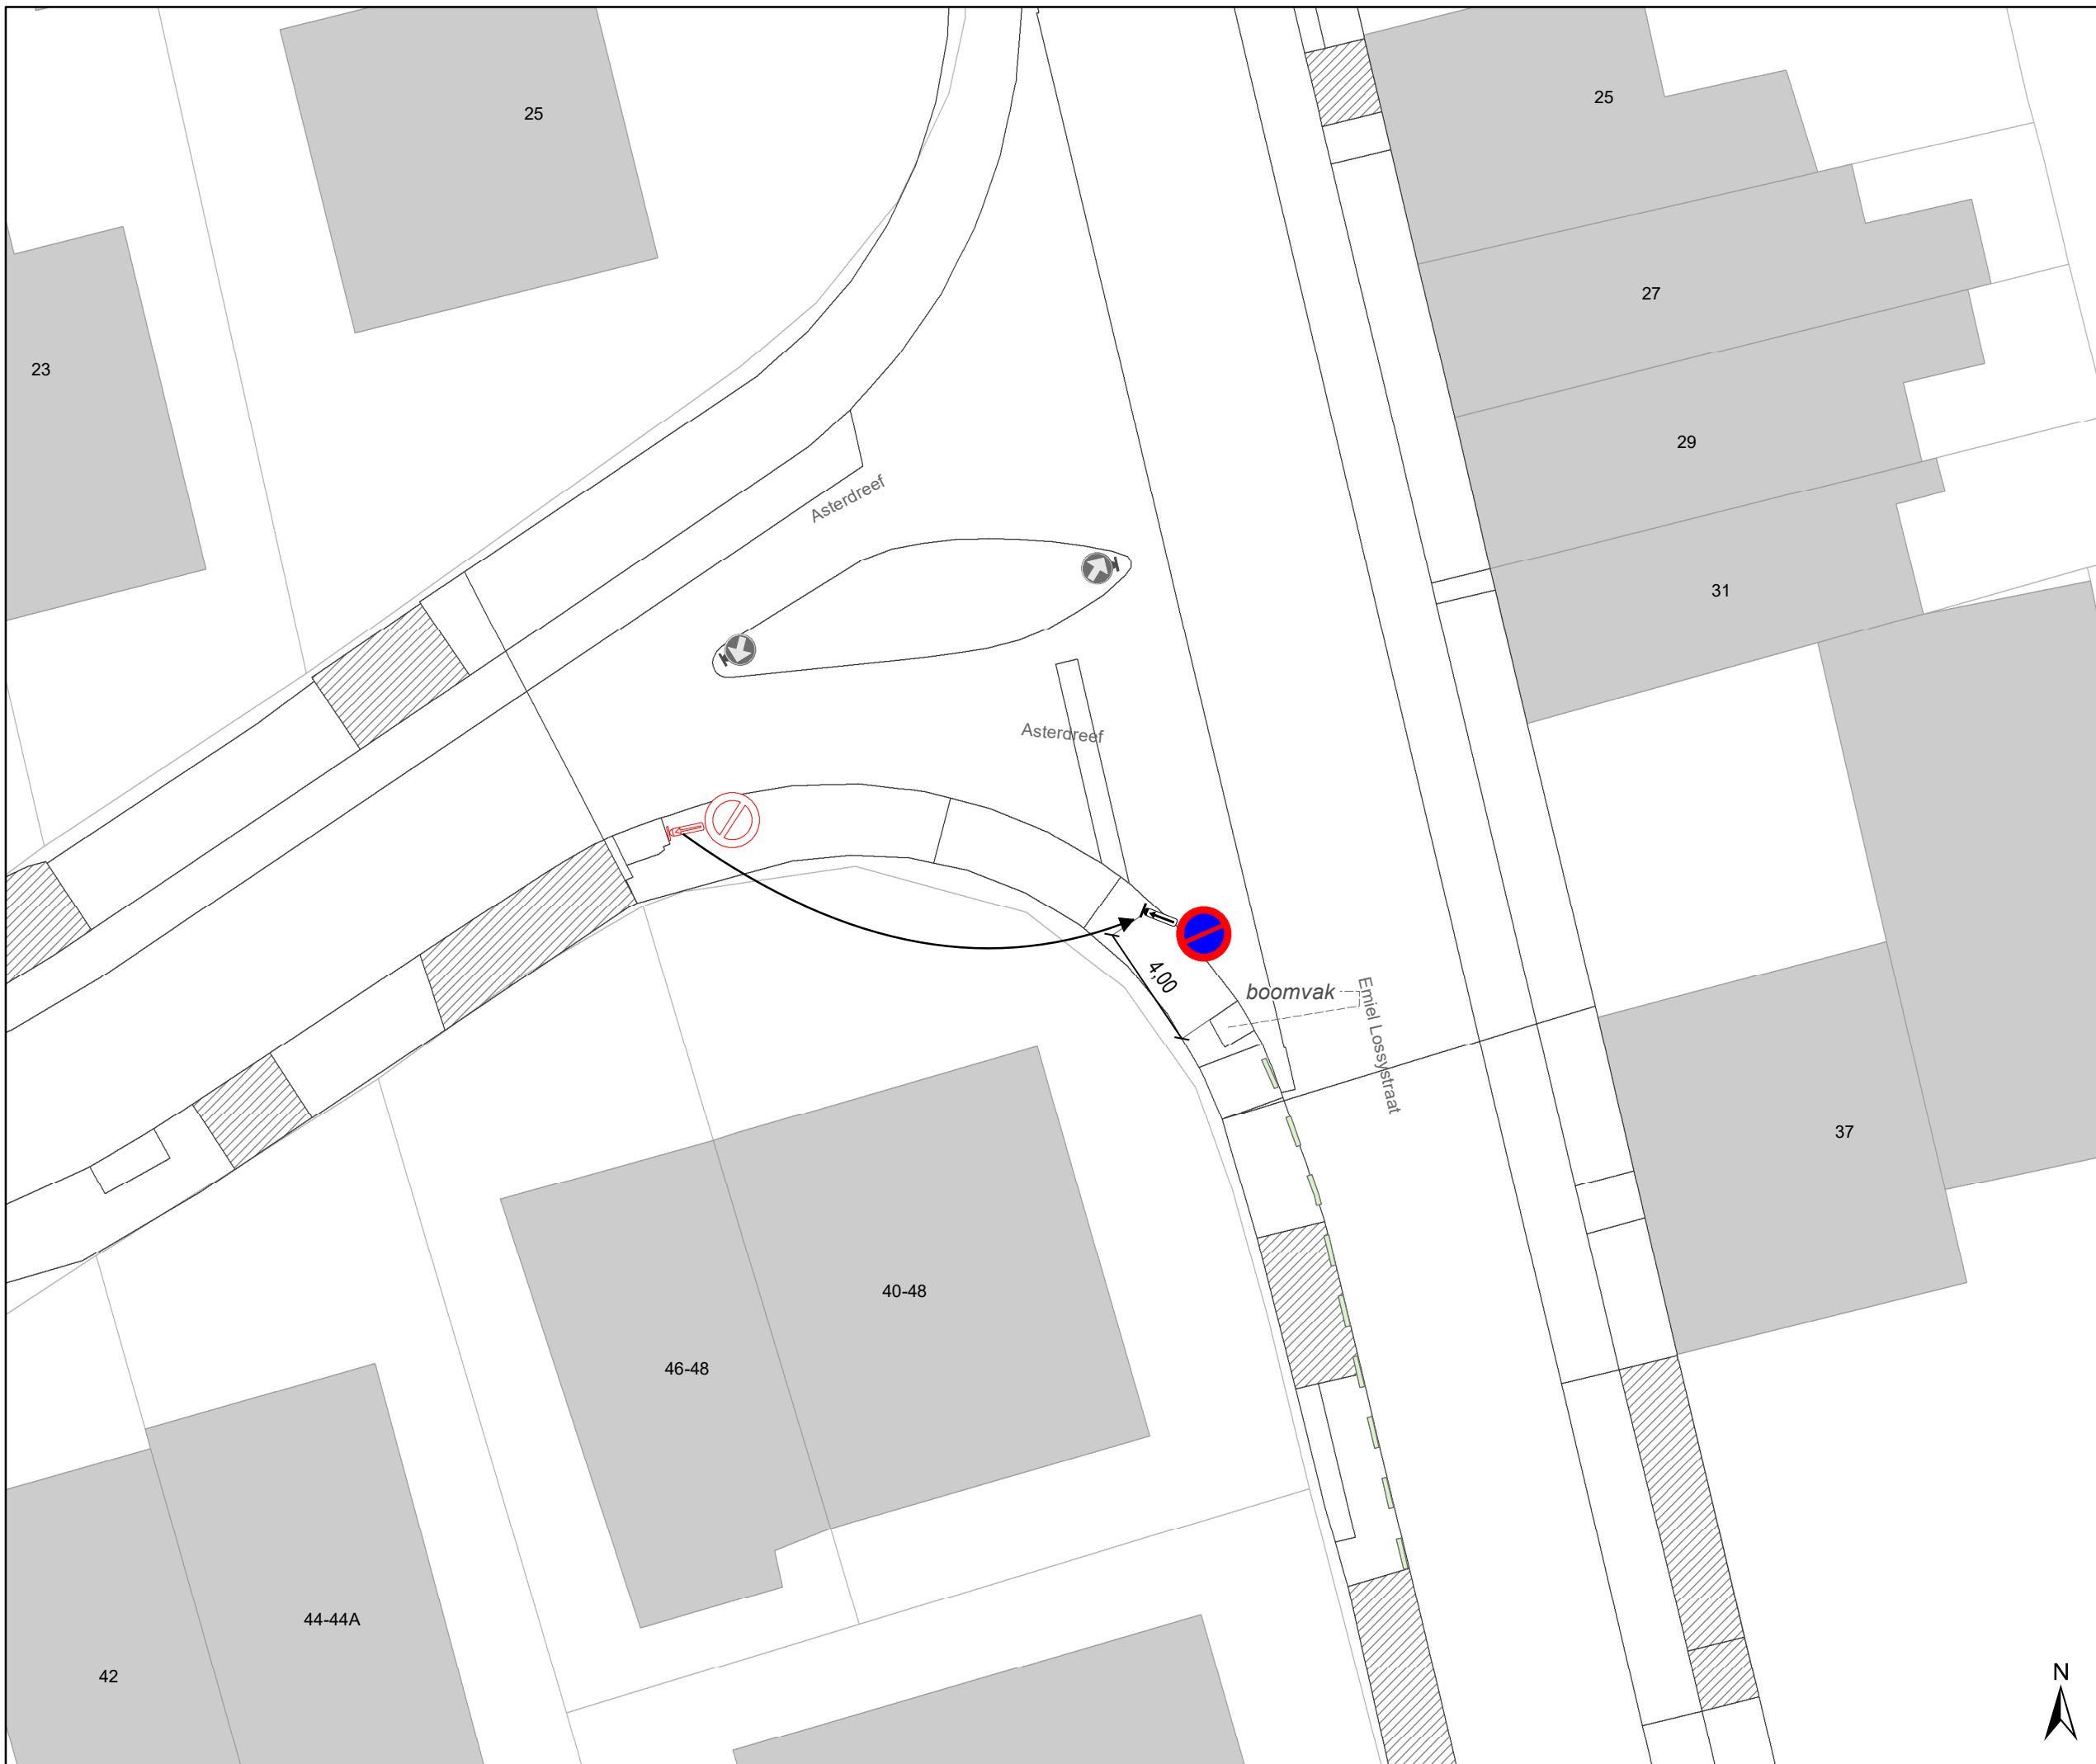 25
25
27
23
29
Asterdreef
31
Asterdreef
4,00
boomvak
Emiel Lossystraat
37
40-48
46-48
44-44A
42
N